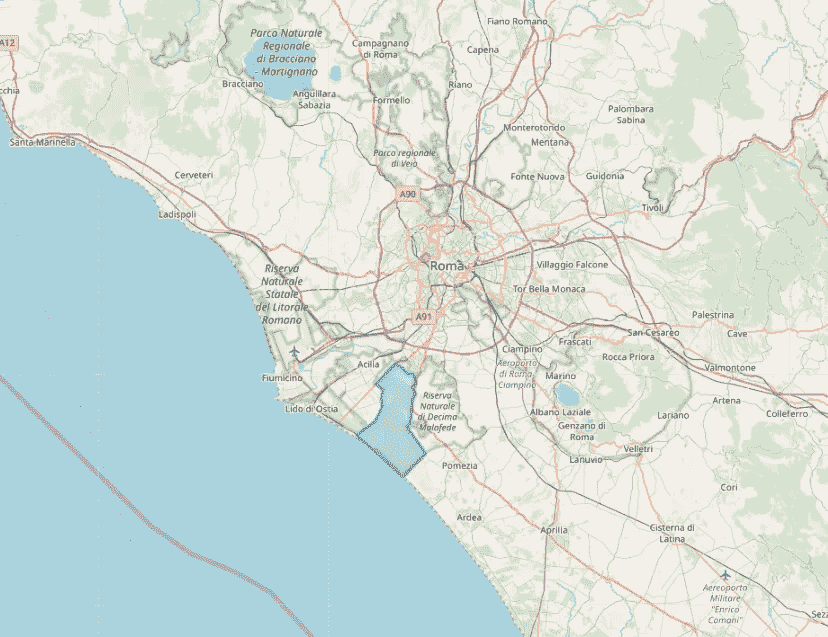 Fiano Romano
Parco Naturale
Regionale
di Bracciano
- Martignano
A12
Campagnano
di Roma
Capena
Bracciano
Riano
Anguillara
Sabazia
Formello
Palombara
Sabina
Monterotondo
Santa Marinella
Mentana
Parco regionale
di Veio
Cerveteri
Fonte Nuova
Guidonia
A90
Tivoli
Ladispoli
Roma
Villaggio Falcone
Riserva
Naturale
Statale
del Litorale
Romano
Tor Bella Monaca
A91
Palestrina
San Cesareo
Cave
Frascati
Ciampino
Rocca Priora
Aeroporto
di Roma
Ciampino
Acilia
Valmontone
Fiumicino
Marino
Riserva
Naturale
di Decima
Malafede
Artena
Lido di Ostia
Albano Laziale
Lariano
Colleferro
Genzano di
Roma
Velletri
Lanuvio
Pomezia
Cori
Ardea
Aprilia
Cisterna di
Latina
Aereoporto
Militare
"Enrico
Comani"
Sezz